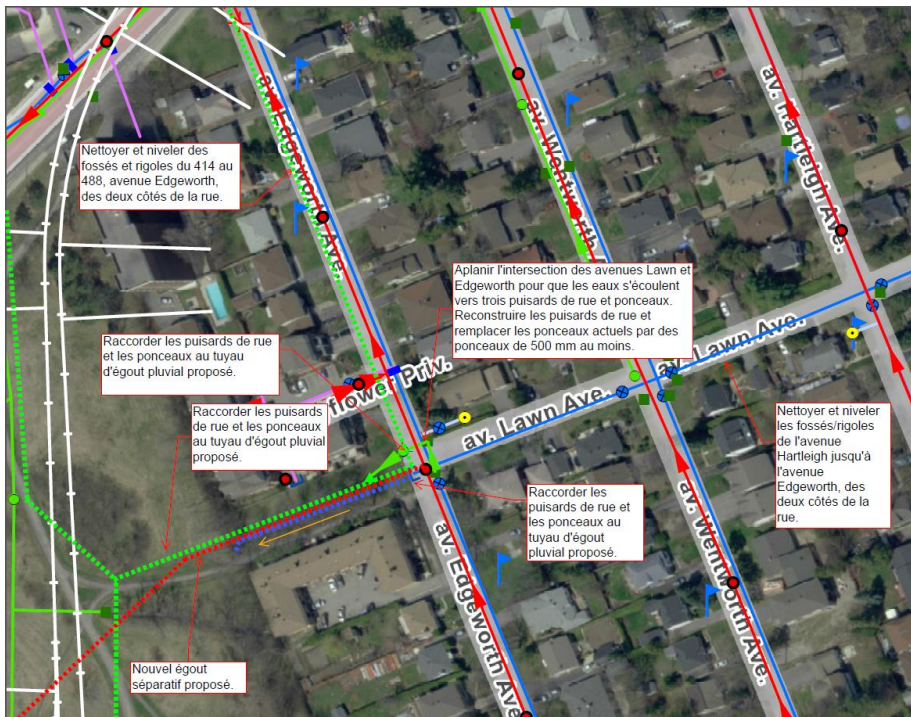 av. Edgeworth Ave.
av. Wentworth
av. Hartleigh Ave.
Nettoyer et niveler des
fossés et rigoles du 414 au
488, avenue Edgeworth,
des deux côtés de la rue.
Aplanir l'intersection des avenues Lawn et
Edgeworth pour que les eaux s'écoulent
vers trois puisards de rue et ponceaux.
Reconstruire les puisards de rue et
remplacer les ponceaux actuels par des
ponceaux de 500 mm au moins.
Raccorder les puisards de rue
et les ponceaux au tuyau
d'égout pluvial proposé.
flower Priv.
av. Lawn Ave.
av. Lawn Ave.
Raccorder les puisards
de rue et les ponceaux
au tuyau d'égout pluvial
proposé.
Nettoyer et niveler
les fossés/rigoles
de l'avenue
Hartleigh jusqu'à
l'avenue
Edgeworth, des
deux côtés de la
rue.
Raccorder les
puisards de rue et
les ponceaux au
tuyau d'égout
pluvial proposé.
av. Edgeworth Ave
av. Wentworth Ave.
Nouvel égout
séparatif proposé.